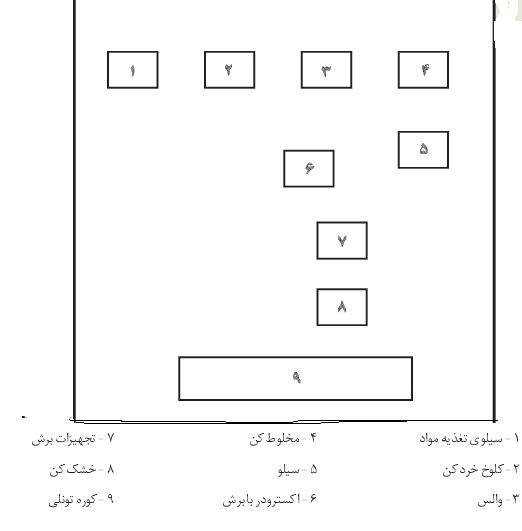 ۱ ۲ ۳ ۴
۵
۶
۷
۸
۹
۱ - سیلوی تغذیه مواد ۴ - مخلوط کن ۷ - تجهیزات برش
۲ - کلوخ خرد کن ۵ - سیلو ۸ - خشک کن
۳ - والس ۶ - اکسترودر با برش ۹ - کوره تونلی